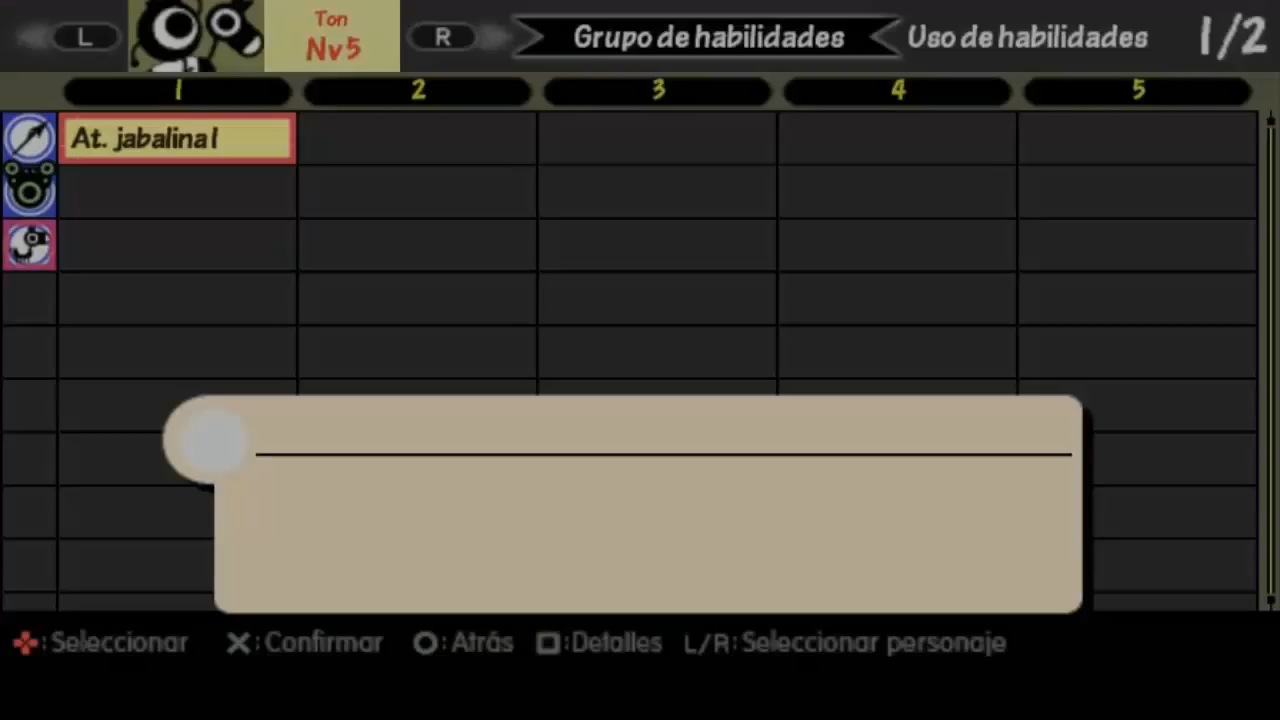 L
Ton
Nv5
R
Grupo de habilidades
Uso de habilidades
1/2
1
2
3
4
5
At. jabalina 1
:Seleccionar
:Confirmar
:Atrás
:Detalles
L/R:Seleccionar personaje